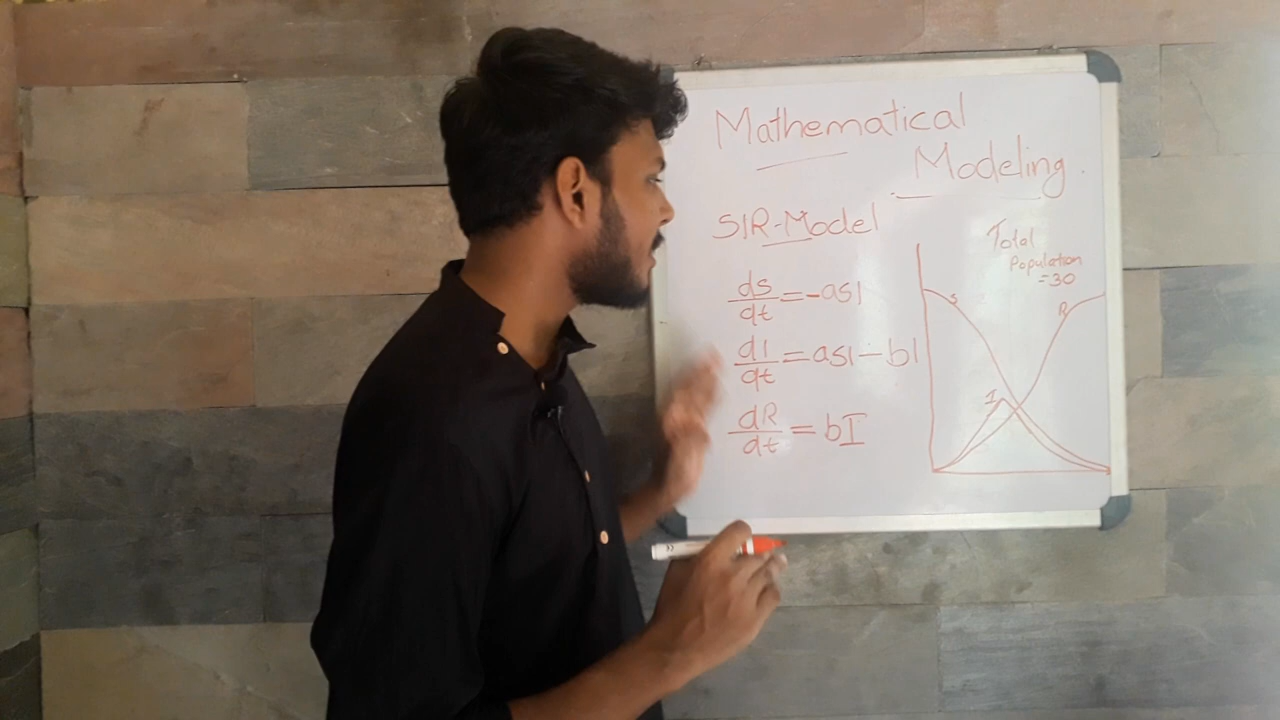 Mathematical
Modeling.
SIR-Model
ds/dt = -asI
dI/dt = asI - bI
dR/dt = bI
Total
Population
=30
S
R
I